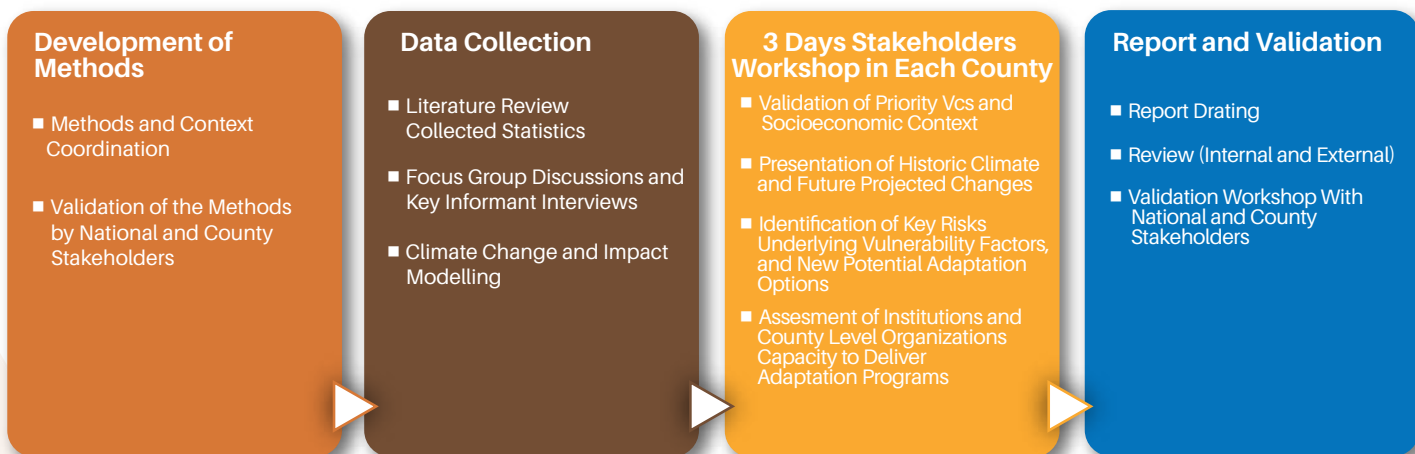 Development of
Methods
■ Methods and Context
Coordination
■ Validation of the Methods
by National and County
Stakeholders
Data Collection
■ Literature Review
Collected Statistics
■ Focus Group Discussions and
Key Informant Interviews
■ Climate Change and Impact
Modelling
3 Days Stakeholders
Workshop in Each County
■ Validation of Priority Vcs and
Socioeconomic Context
■ Presentation of Historic Climate
and Future Projected Changes
■ Identification of Key Risks
Underlying Vulnerability Factors,
and New Potential Adaptation
Options
■ Assesment of Institutions and
County Level Organizations
Capacity to Deliver
Adaptation Programs
Report and Validation
■ Report Drating
■ Review (Internal and External)
■ Validation Workshop With
National and County
Stakeholders